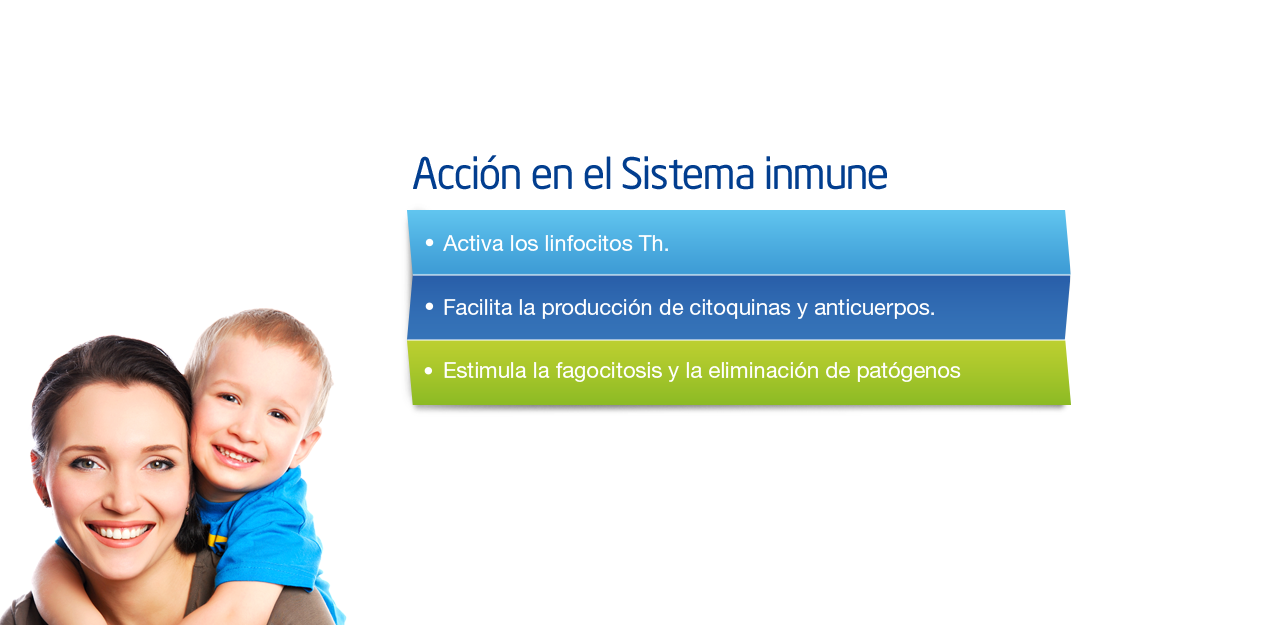 Acción en el Sistema inmune
• Activa los linfocitos Th.
• Facilita la producción de citoquinas y anticuerpos.
• Estimula la fagocitosis y la eliminación de patógenos